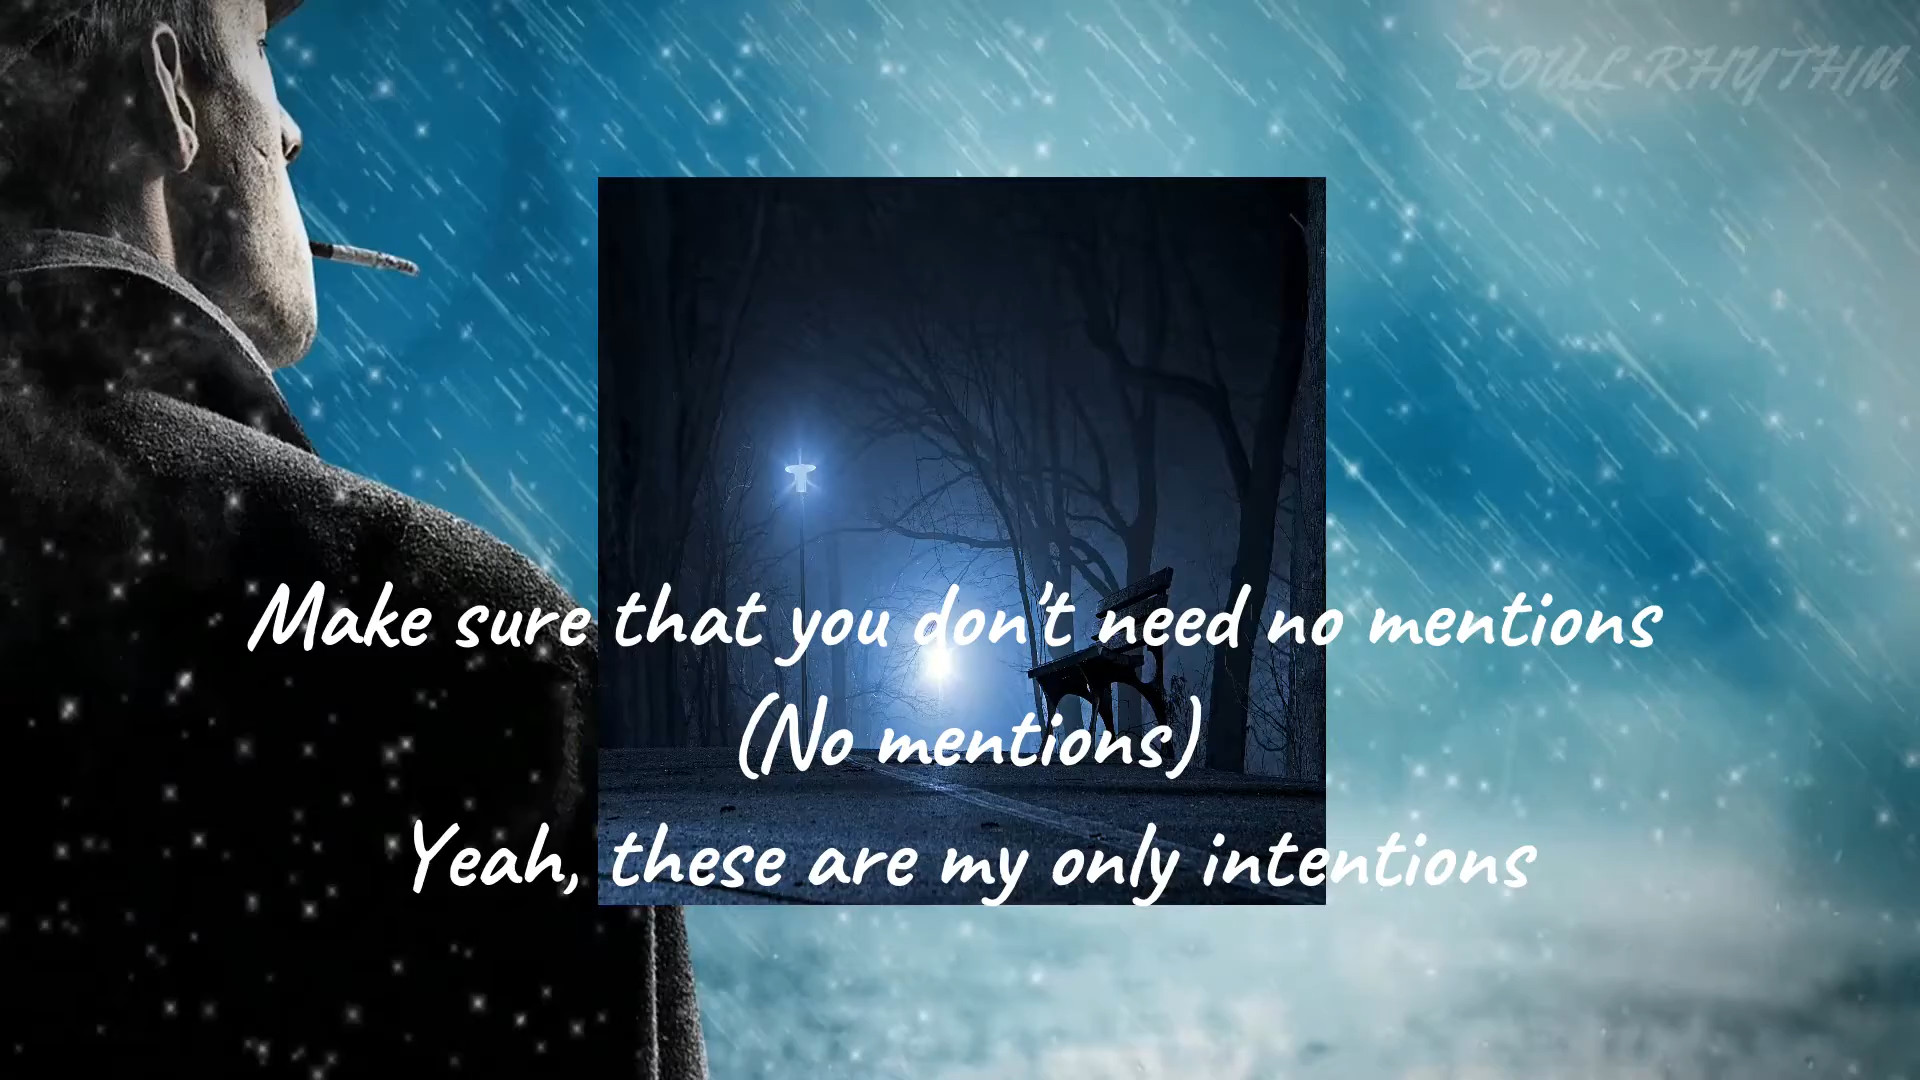 SOUL RHYTHM
Make sure that you don't need no mentions
(No mentions)
Yeah, these are my only intentions